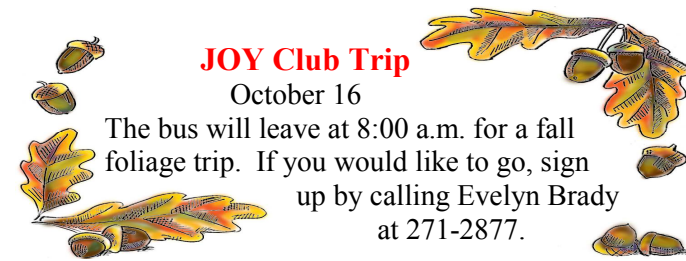 JOY Club Trip
October 16
The bus will leave at 8:00 a.m. for a fall
foliage trip.  If you would like to go, sign
up by calling Evelyn Brady
at 271-2877.